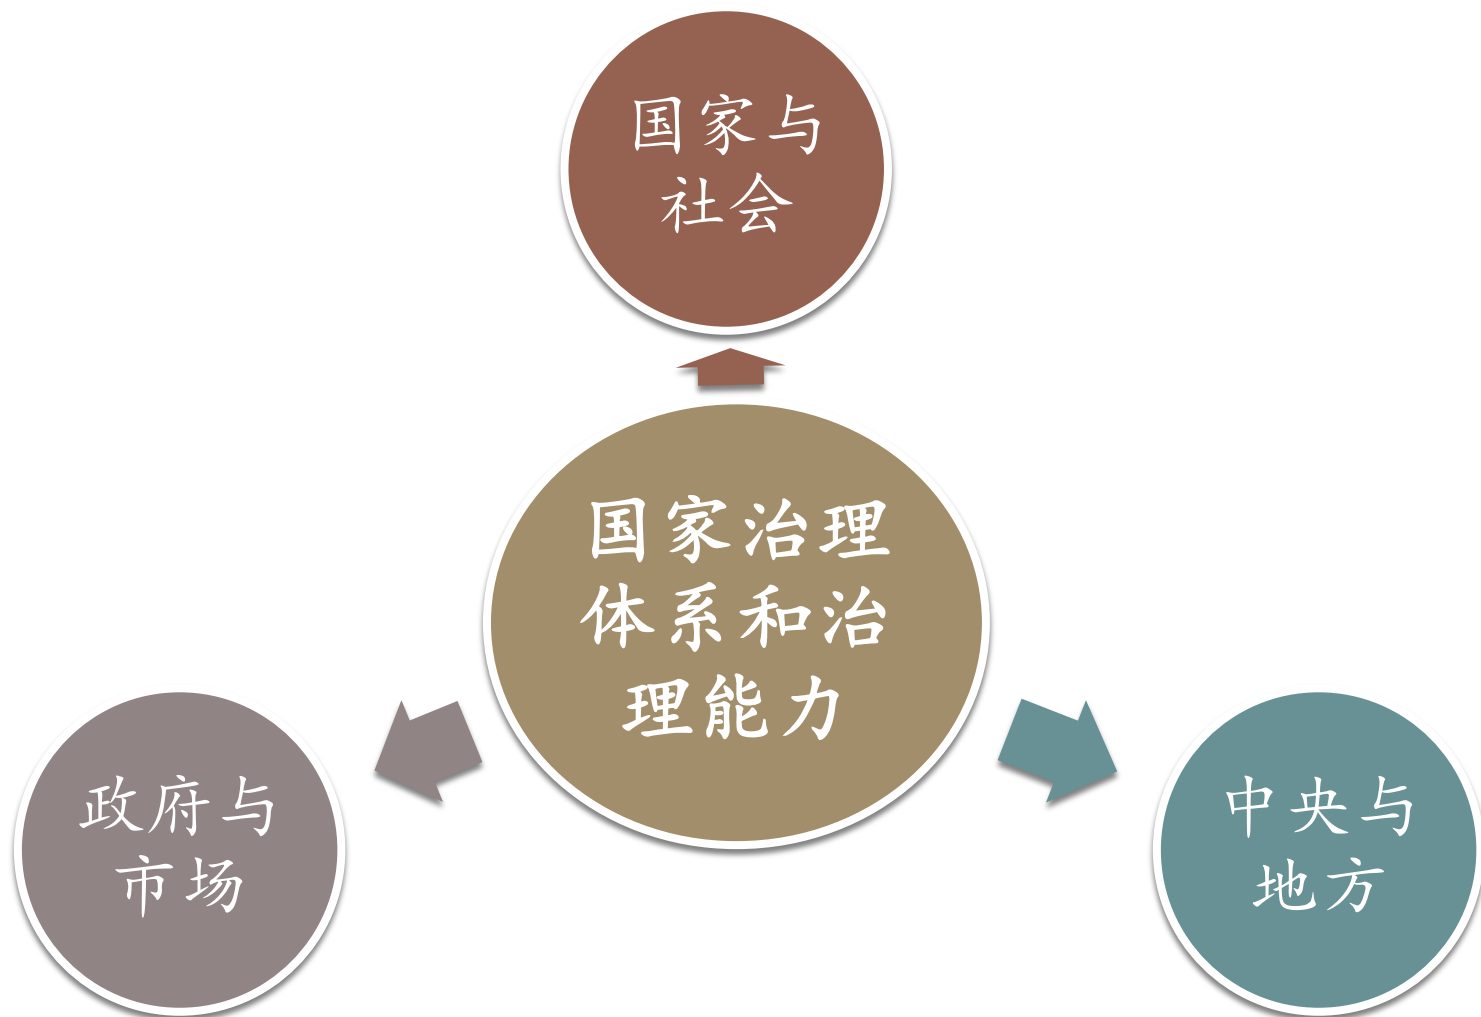 国家与
社会
国家治理
体系和治
理能力
政府与
市场
中央与
地方